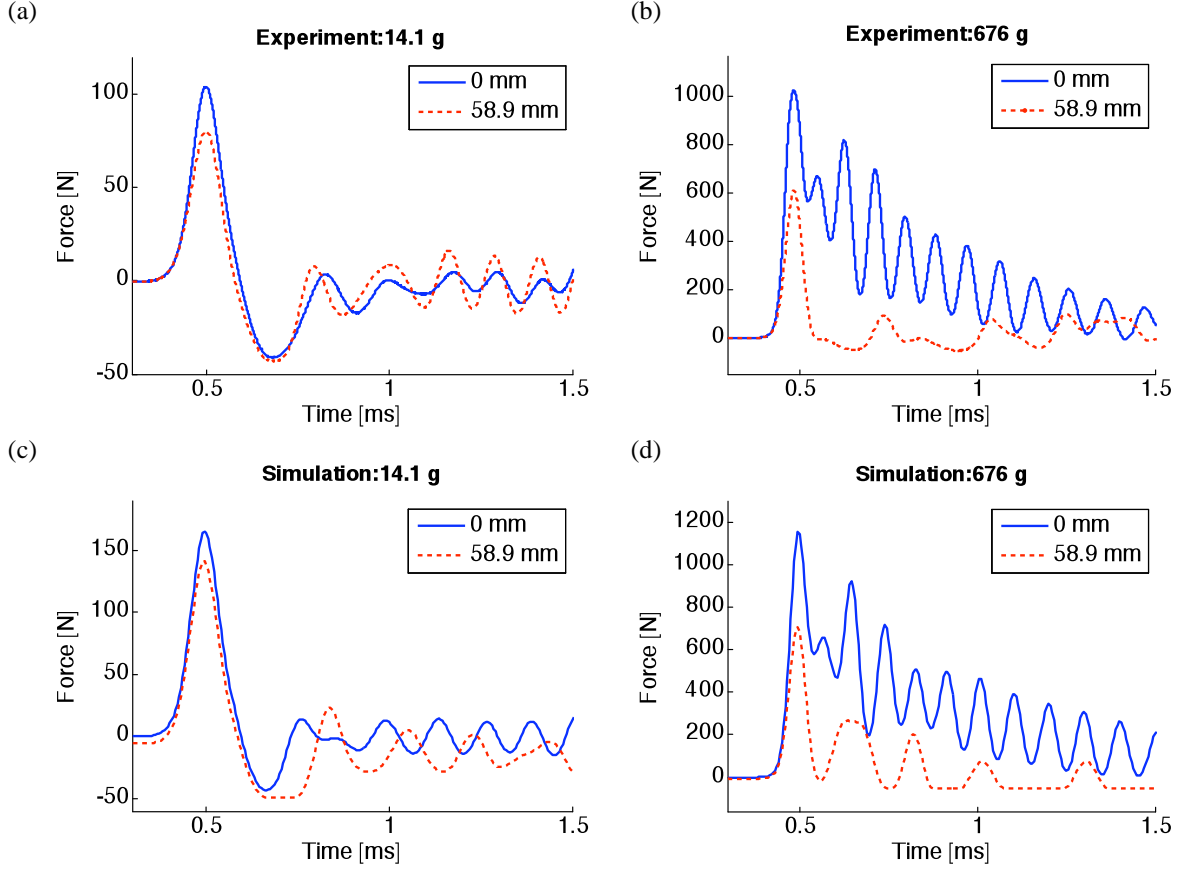 (a)
Experiment:14.1 g
0 mm
58.9 mm
Force [N]
100
50
0
-50
0.5
1
1.5
Time [ms]
(b)
Experiment:676 g
0 mm
58.9 mm
Force [N]
1000
800
600
400
200
0
0.5
1
1.5
Time [ms]
(c)
Simulation:14.1 g
0 mm
58.9 mm
Force [N]
150
100
50
0
-50
0.5
1
1.5
Time [ms]
(d)
Simulation:676 g
0 mm
58.9 mm
Force [N]
1200
1000
800
600
400
200
0
0.5
1
1.5
Time [ms]